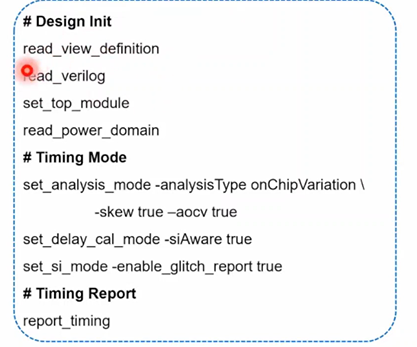 # Design Init
read_view_definition
read_verilog
set_top_module
read_power_domain
# Timing Mode
set_analysis_mode -analysisType onChipVariation \
-skew true –aocv true
set_delay_cal_mode -siAware true
set_si_mode -enable_glitch_report true
# Timing Report
report_timing